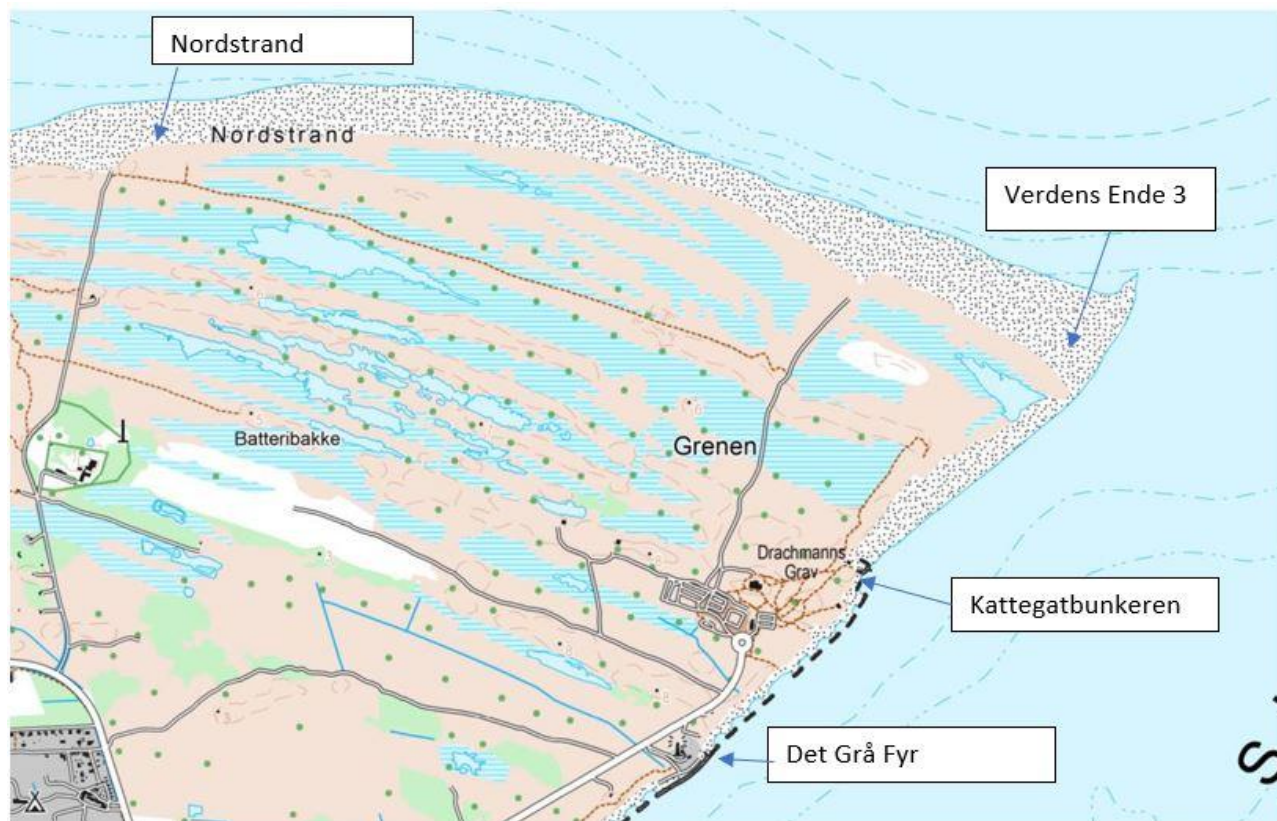 Nordstrand
Nordstrand
Verdens Ende 3
Batteribakke
Grenen
Drachmanns
Grav
Kattegatbunkeren
Det Grå Fyr
S